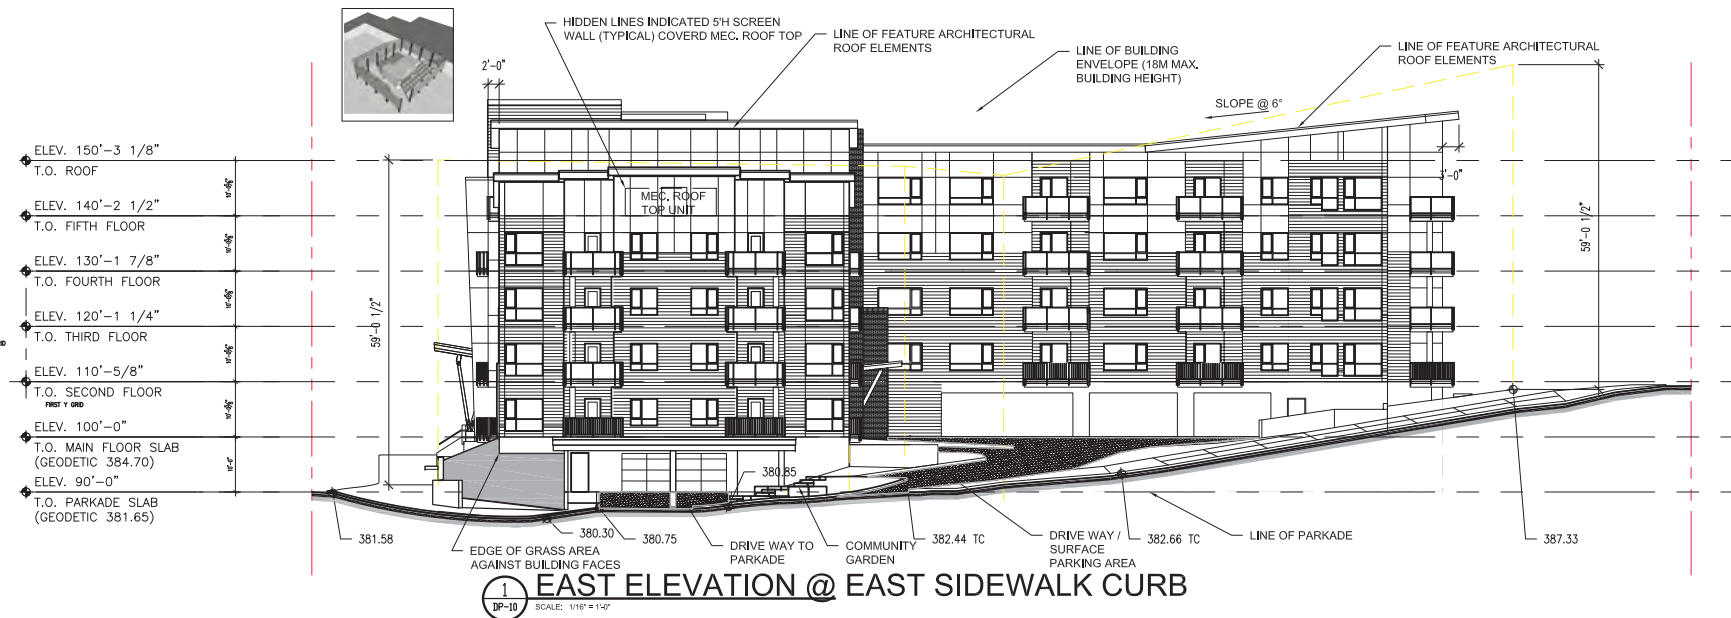 HIDDEN LINES INDICATED 5'H SCREEN
WALL (TYPICAL) COVERD MEC. ROOF TOP
LINE OF FEATURE ARCHITECTURAL
ROOF ELEMENTS
LINE OF BUILDING
ENVELOPE (18M MAX.
BUILDING HEIGHT)
LINE OF FEATURE ARCHITECTURAL
ROOF ELEMENTS
2'-0"
SLOPE @ 6°
ELEV. 150'-3 1/8"
T.O. ROOF
ELEV. 140'-2 1/2"
T.O. FIFTH FLOOR
ELEV. 130'-1 7/8"
T.O. FOURTH FLOOR
ELEV. 120'-1 1/4"
T.O. THIRD FLOOR
ELEV. 110'-5/8"
T.O. SECOND FLOOR
FIRST Y GRID
ELEV. 100'-0"
T.O. MAIN FLOOR SLAB
(GEODETIC 384.70)
ELEV. 90'-0"
T.O. PARKADE SLAB
(GEODETIC 381.65)
10'-0"
59'-0 1/2"
MEC. ROOF
TOP UNIT
3'-0"
59'-0 1/2"
380.85
381.58
380.30
380.75
382.44 TC
382.66 TC
387.33
EDGE OF GRASS AREA
AGAINST BUILDING FACES
DRIVE WAY TO
PARKADE
COMMUNITY
GARDEN
DRIVE WAY /
SURFACE
PARKING AREA
LINE OF PARKADE
1
DP-10
EAST ELEVATION @ EAST SIDEWALK CURB
SCALE: 1/16" = 1'-0"